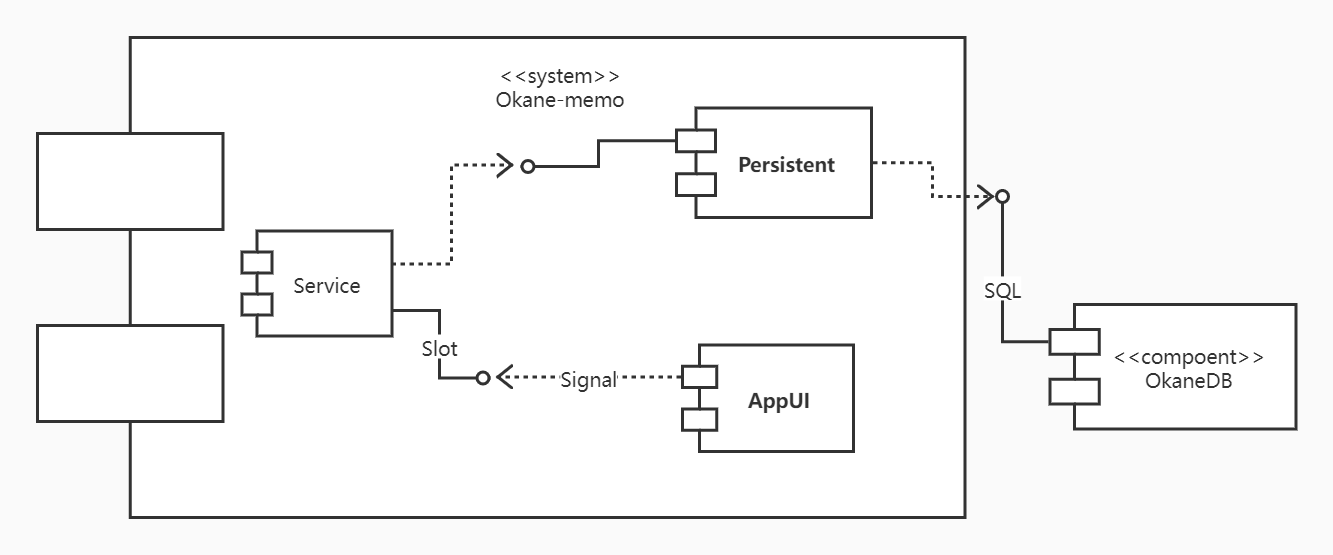 <<system>>
Okane-memo
Persistent
Service
SQL
Slot
Signal
AppUI
<<compoent>>
OkaneDB